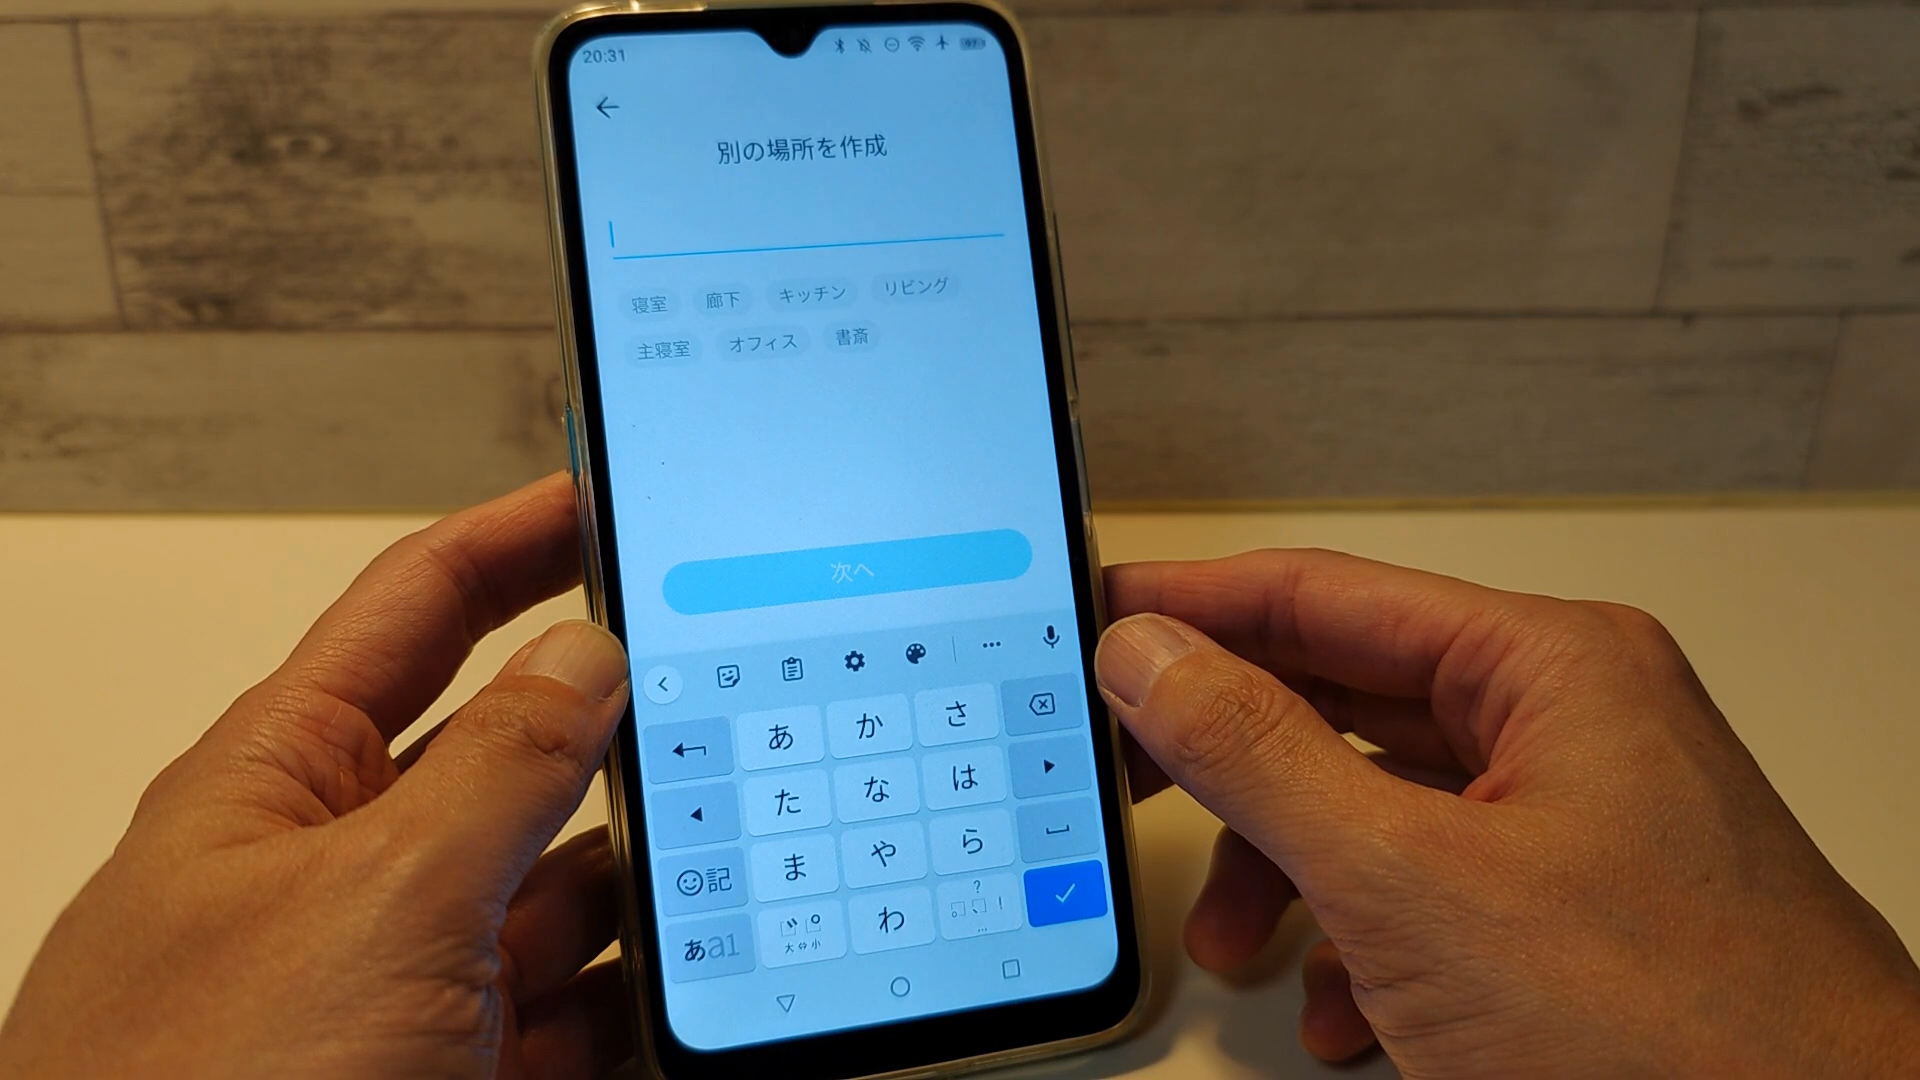 20:31
97
別の場所を作成
寝室 廊下 キッチン リビング
主寝室 オフィス 書斎
次へ
あ か さ
た な は
記 ま や ら
あa1 大⇔小 わ 。、?!…